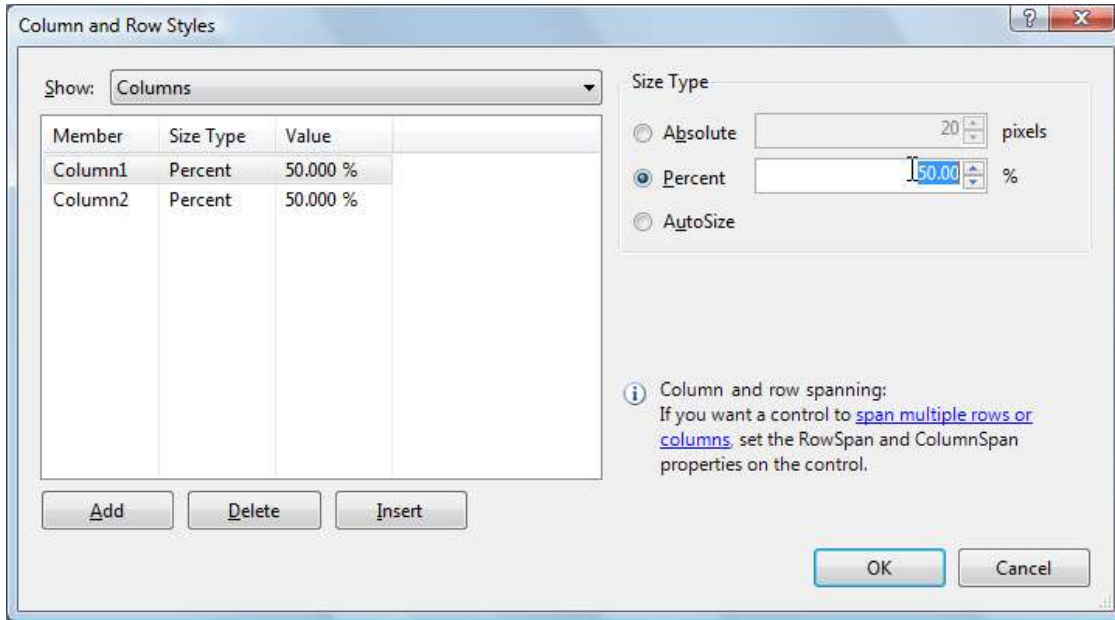 Column and Row Styles
Show: Columns
Member Size Type Value
Column1 Percent 50.000 %
Column2 Percent 50.000 %
Add Delete Insert
Size Type
Absolute 20 pixels
Percent 50.00 %
AutoSize
Column and row spanning:
If you want a control to span multiple rows or
columns, set the RowSpan and ColumnSpan
properties on the control.
OK Cancel